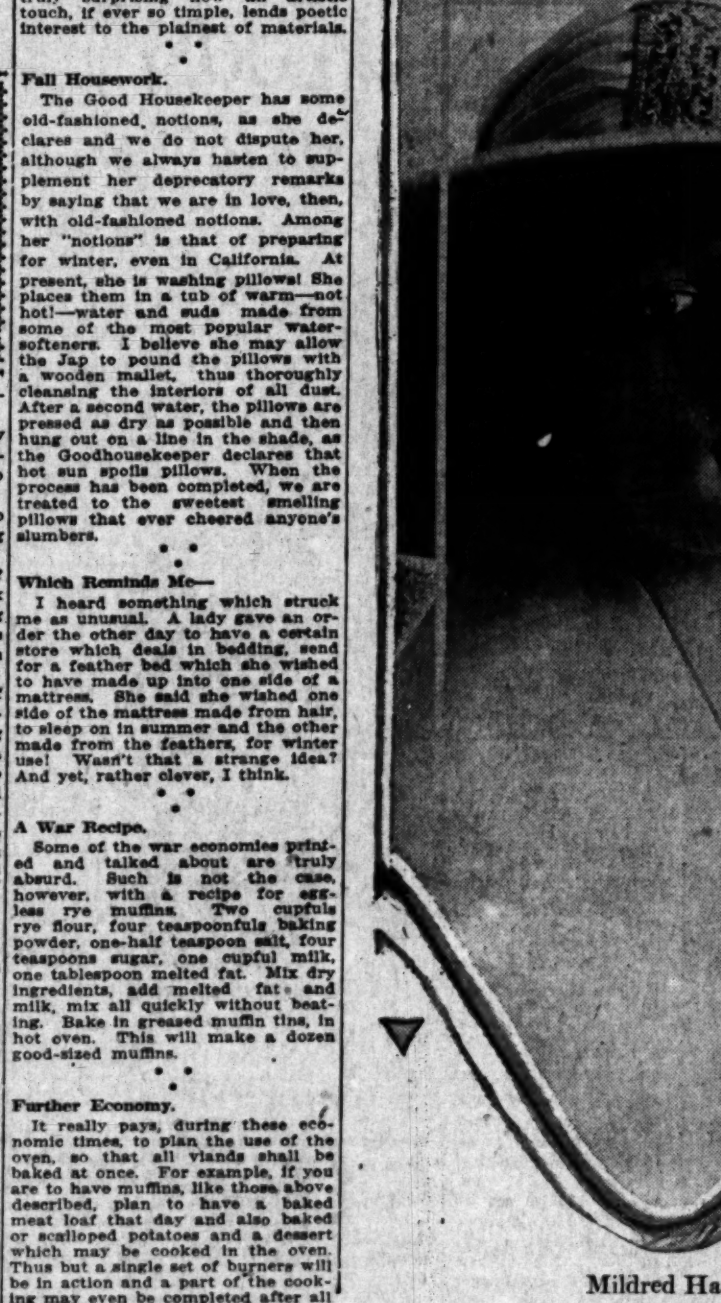 touch, if ever so timple, lends poetic
interest to the plainest of materials.
Fall Housework.
The Good Housekeeper has some
old-fashioned notions, as she de-
clares and we do not dispute her,
although we always hasten to sup-
plement her deprecatory remarks
by saying that we are in love, then,
with old-fashioned notions. Among
her "notions" is that of preparing
for winter, even in California. At
present, she is washing pillows! She
places them in a tub of warm—not
hot!—water and suds made from
some of the most popular water-
softeners. I believe she may allow
the Jap to pound the pillows with
a wooden mallet, thus thoroughly
cleansing the interiors of all dust.
After a second water, the pillows are
pressed as dry as possible and then
hung out on a line in the shade, as
the Goodhousekeeper declares that
hot sun spoils pillows. When the
process has been completed, we are
treated to the sweetest smelling
pillows that ever cheered anyone's
slumbers.
Which Reminds Me—
I heard something which struck
me as unusual. A lady gave an or-
der the other day to have a certain
store which deals in bedding, send
for a feather bed which she wished
to have made up into one side of a
mattress. She said she wished one
side of the mattress made from hair,
to sleep on in summer and the other
made from the feathers, for winter
use! Wasn't that a strange idea?
And yet, rather clever, I think.
A War Recipe.
Some of the war economies print-
ed and talked about are truly
absurd. Such is not the case,
however, with a recipe for egg-
less rye muffins. Two cupfuls
rye flour, four teaspoonfuls baking
powder, one-half teaspoon salt, four
teaspoons sugar, one cupful milk,
one tablespoon melted fat. Mix dry
ingredients, add melted fat and
milk, mix all quickly without beat-
ing. Bake in greased muffin tins, in
hot oven. This will make a dozen
good-sized muffins.
Further Economy.
It really pays, during these eco-
nomic times, to plan the use of the
oven, so that all viands shall be
baked at once. For example, if you
are to have muffins, like those above
described, plan to have a baked
meat loaf that day and also baked
or scalloped potatoes and a dessert
which may be cooked in the oven.
Thus but a single set of burners will
be in action and a part of the cook-
ing may even be completed after all
Mildred Ha